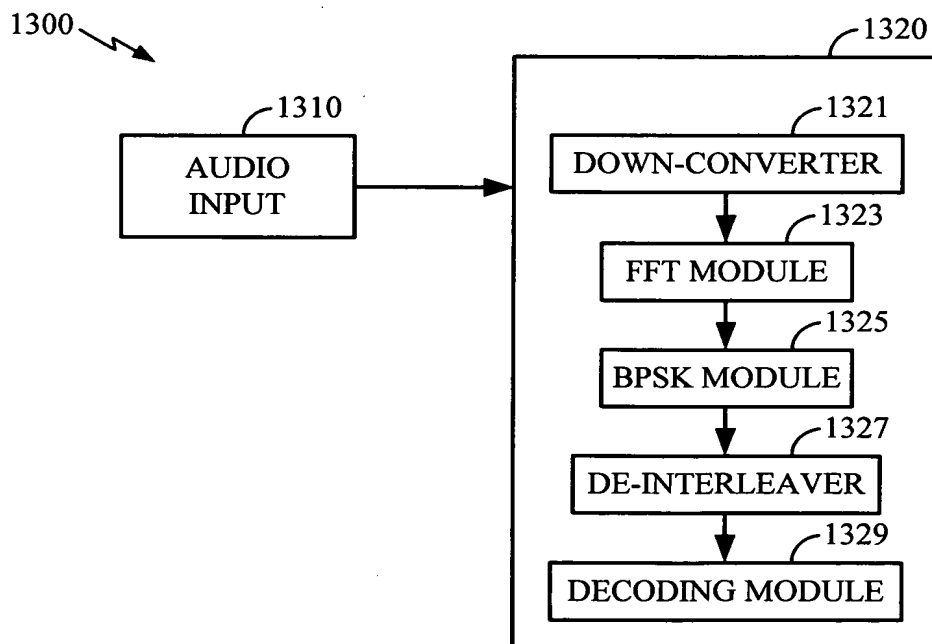 1300
1320
1310
AUDIO
INPUT
1321
DOWN-CONVERTER
1323
FFT MODULE
1325
BPSK MODULE
1327
DE-INTERLEAVER
1329
DECODING MODULE